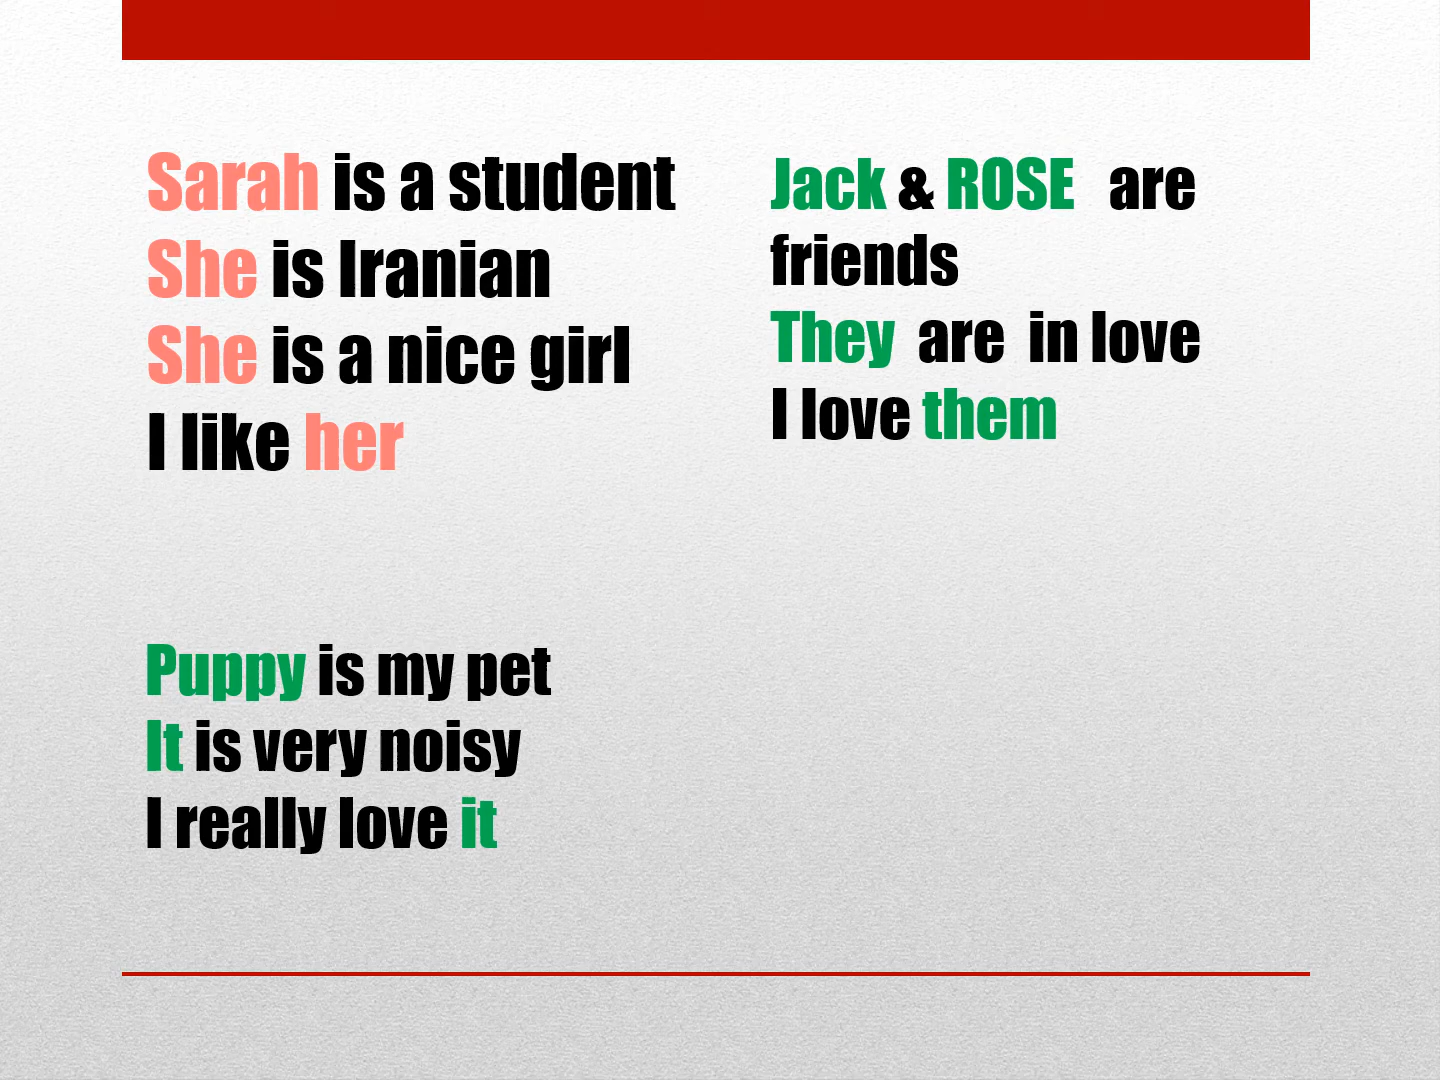 Sarah is a student
She is Iranian
She is a nice girl
I like her
Jack & ROSE are
friends
They are in love
I love them
Puppy is my pet
It is very noisy
I really love it